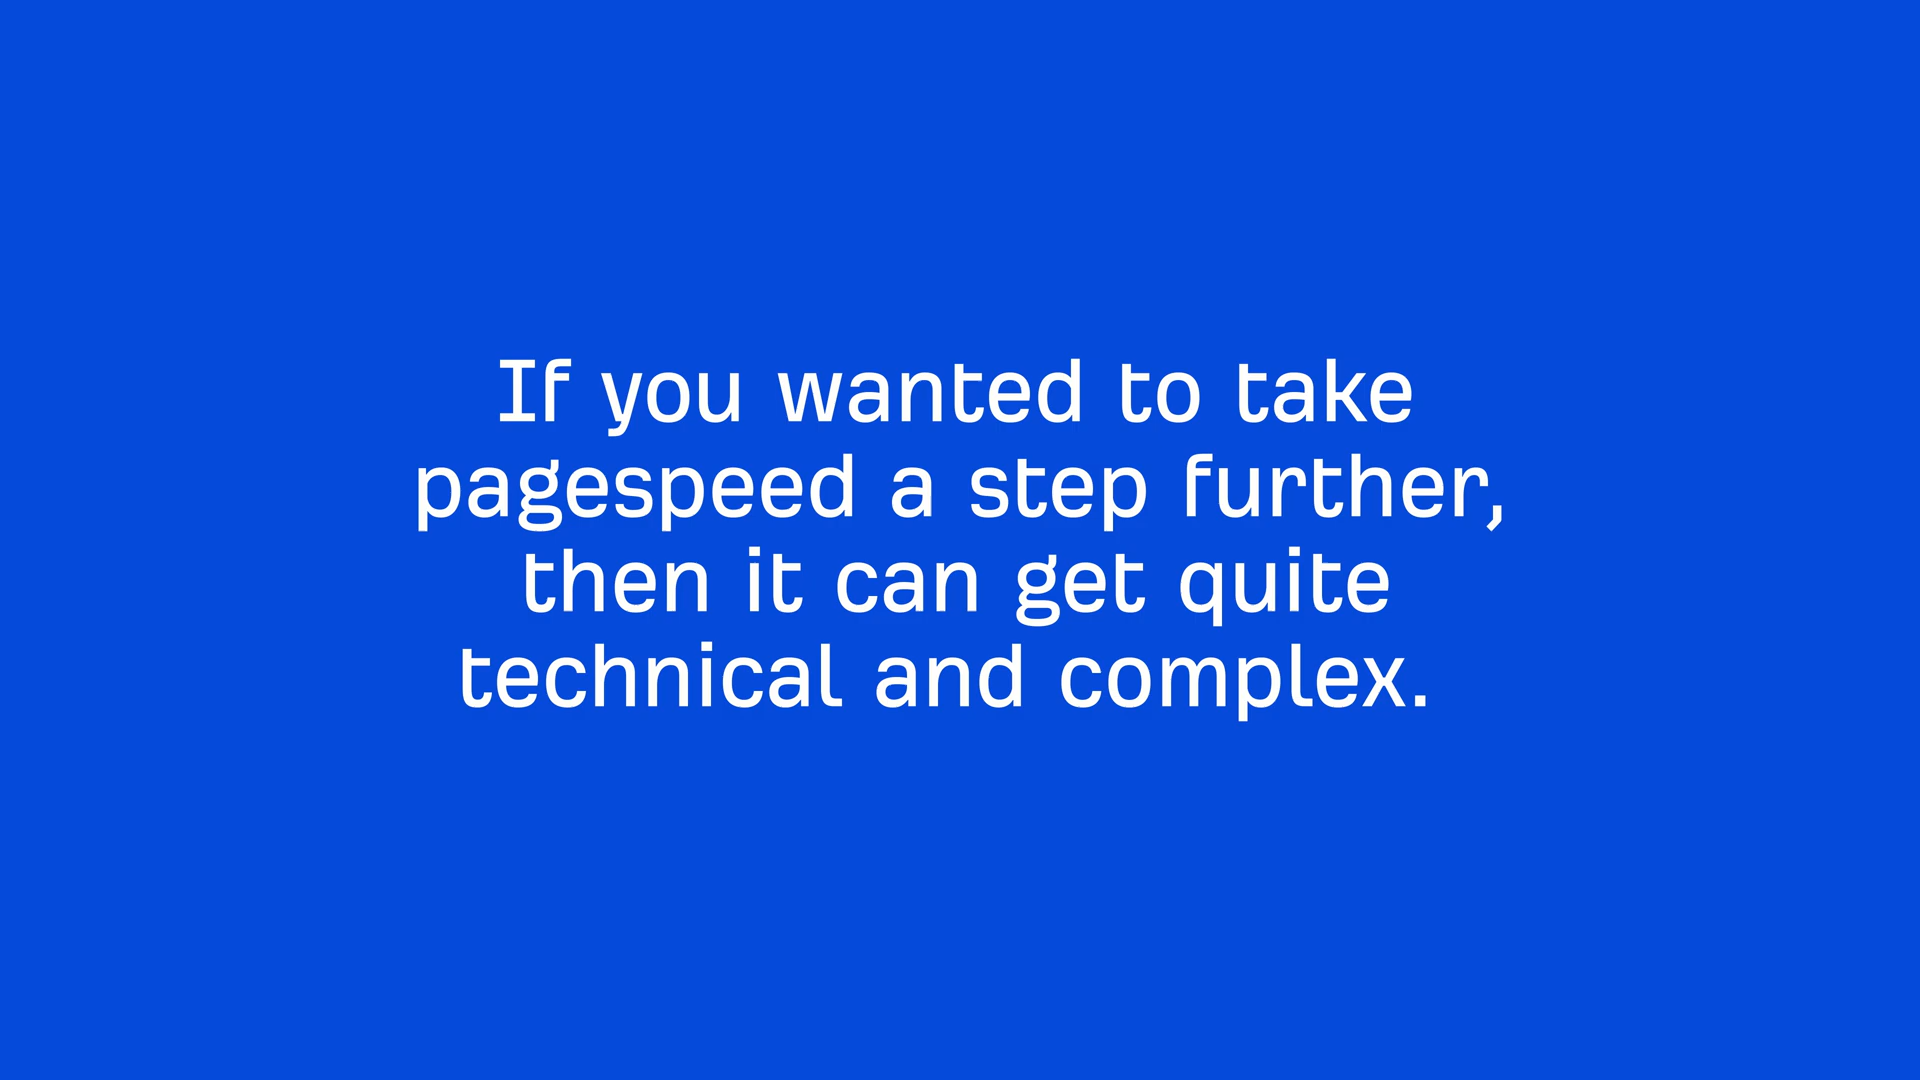 If you wanted to take
pagespeed a step further,
then it can get quite
technical and complex.